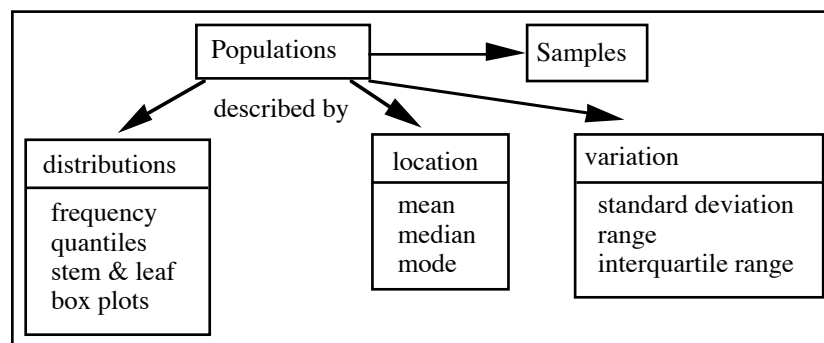 Populations
Samples
described by
distributions
frequency
quantiles
stem & leaf
box plots
location
mean
median
mode
variation
standard deviation
range
interquartile range